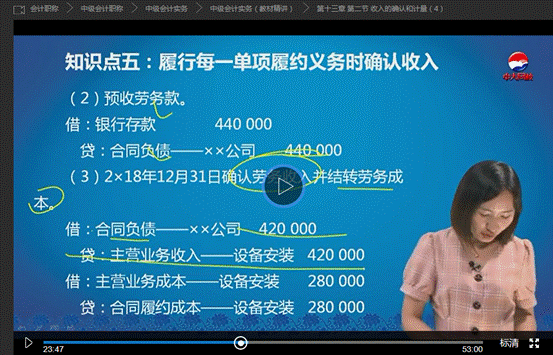 会计职称 > 中级会计职称 > 中级会计实务 > 中级会计实务（教材精讲） > 第十三章 第二节 收入的确认和计量（4）
知识点五：履行每一单项履约义务时确认收入
中大网校
（2）预收劳务款。
借：银行存款 440 000
贷：合同负债——××公司 440 000
（3）2×18年12月31日确认劳务收入并结转劳务成
本。
借：合同负债——××公司 420 000
贷：主营业务收入——设备安装 420 000
借：主营业务成本——设备安装 280 000
贷：合同履约成本——设备安装 280 000
23:47
53:00
标清